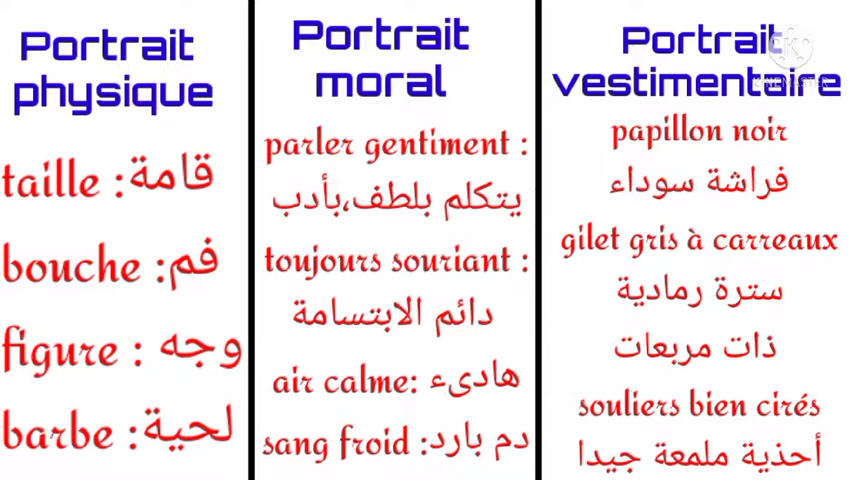 Portrait
physique
taille : قامة
bouche : فم
figure : وجه
barbe : لحية
Portrait
moral
parler gentiment :
يتكلم بلطف،بأدب
toujours souriant :
دائم الابتسامة
air calme: هادىء
sang froid : دم بارد
Portrait
vestimentaire
papillon noir
فراشة سوداء
gilet gris à carreaux
سترة رمادية
ذات مربعات
souliers bien cirés
أحذية ملمعة جيدا
KINEMASTER